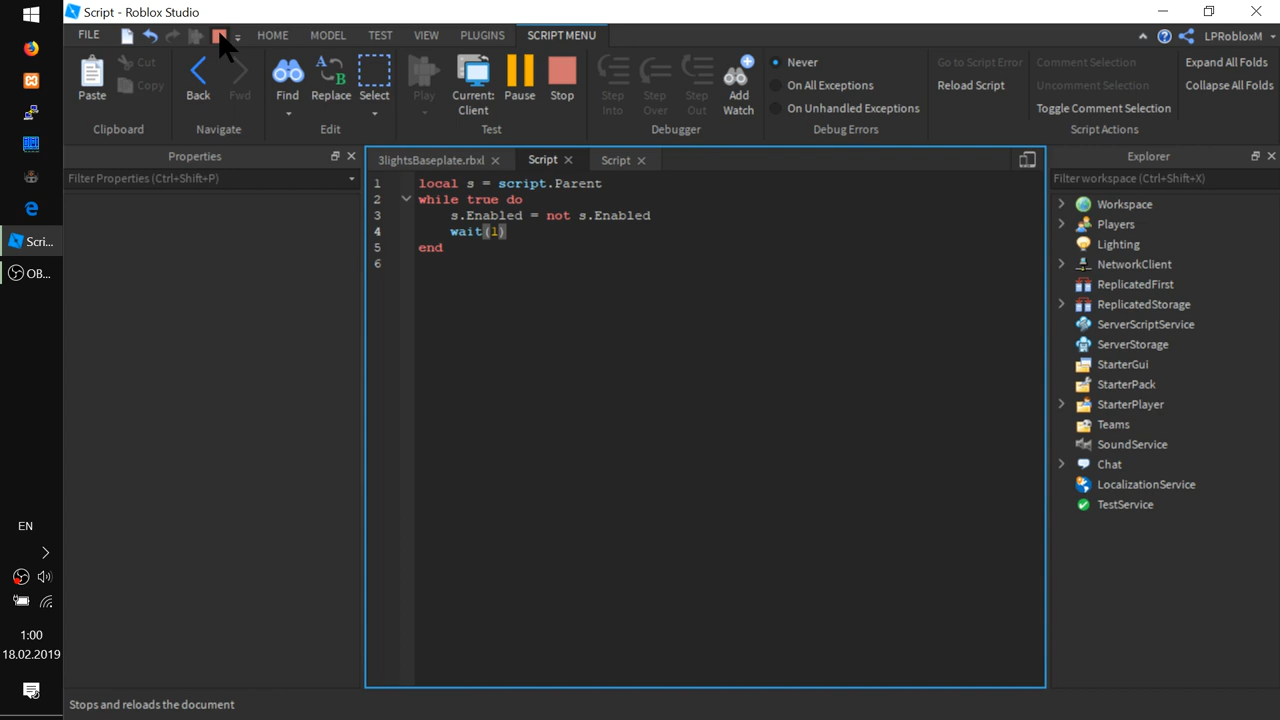 Script - Roblox Studio
FILE
HOME
MODEL
TEST
VIEW
PLUGINS
SCRIPT MENU
LPRobloxM
Paste
Cut
Copy
Clipboard
Back
Fwd
Navigate
Find
Replace
Select
Edit
Play
Current:
Client
Pause
Stop
Test
Step
Into
Step
Over
Step
Out
Add
Watch
Debugger
Never
On All Exceptions
On Unhandled Exceptions
Debug Errors
Go to Script Error
Reload Script
Comment Selection
Uncomment Selection
Toggle Comment Selection
Expand All Folds
Collapse All Folds
Script Actions
Properties
Filter Properties (Ctrl+Shift+P)
3lightsBaseplate.rbxl
Script
Script
1 local s = script.Parent
2 while true do
3 s.Enabled = not s.Enabled
4 wait(1)
5 end
6
Explorer
Filter workspace (Ctrl+Shift+X)
Workspace
Players
Lighting
NetworkClient
ReplicatedFirst
ReplicatedStorage
ServerScriptService
ServerStorage
StarterGui
StarterPack
StarterPlayer
Teams
SoundService
Chat
LocalizationService
TestService
Scri...
OB...
EN
1:00
18.02.2019
Stops and reloads the document